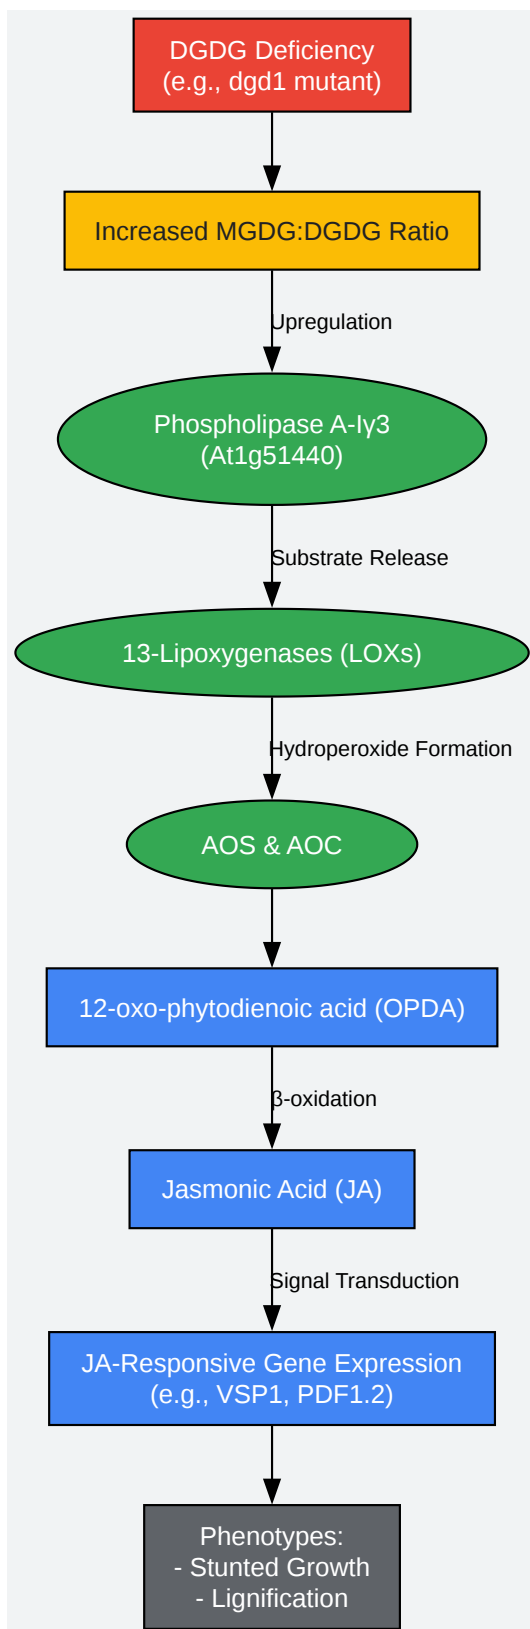 DGDG Deficiency
(e.g., dgd1 mutant)
Increased MGDG:DGDG Ratio
Upregulation
Phospholipase A-Iγ3
(At1g51440)
Substrate Release
13-Lipoxygenases (LOXs)
Hydroperoxide Formation
AOS & AOC
12-oxo-phytodienoic acid (OPDA)
β-oxidation
Jasmonic Acid (JA)
Signal Transduction
JA-Responsive Gene Expression
(e.g., VSP1, PDF1.2)
Phenotypes:
- Stunted Growth
- Lignification